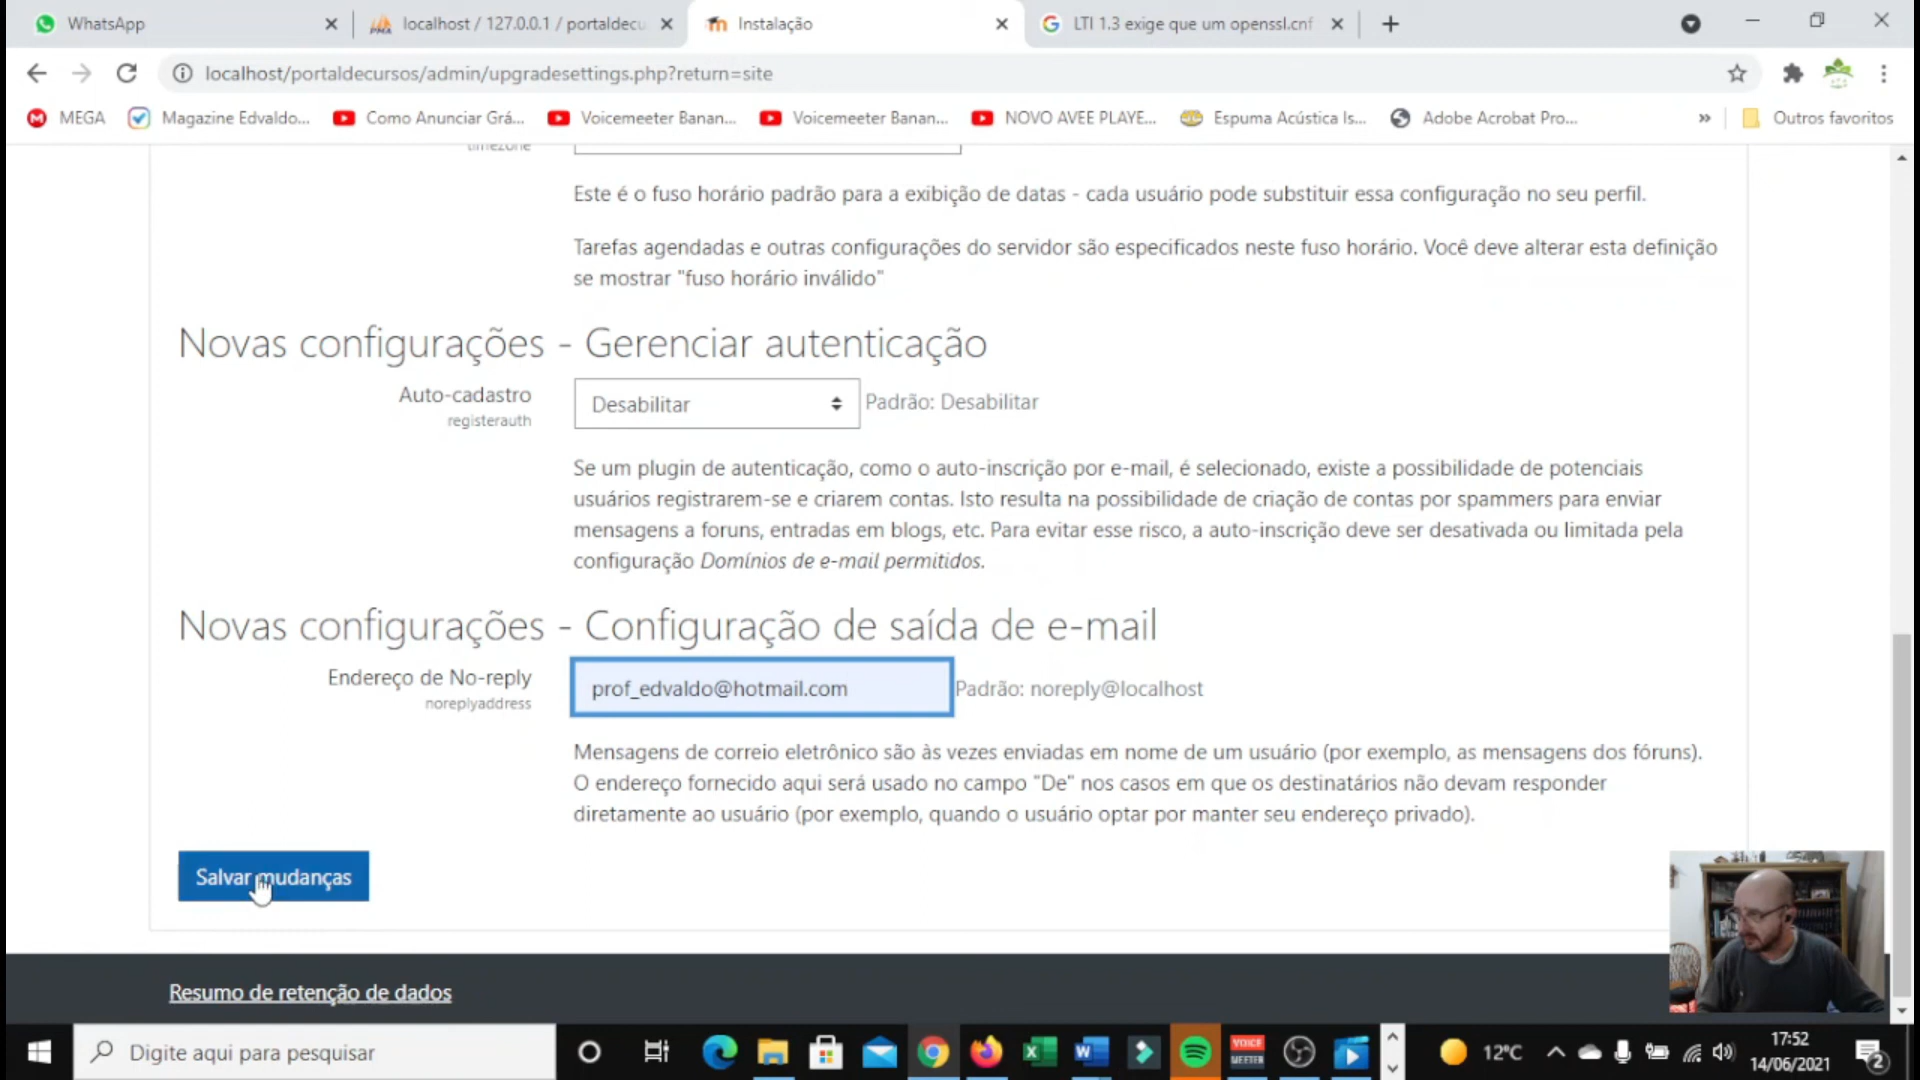 WhatsApp
localhost / 127.0.0.1 / portaldecu
Instalação
LTI 1.3 exige que um openssl.cnf
localhost/portaldecursos/admin/upgradesettings.php?return=site
MEGA
Magazine Edvaldo...
Como Anunciar Grá...
Voicemeeter Banan...
Voicemeeter Banan...
NOVO AVEE PLAYE...
Espuma Acústica Is...
Adobe Acrobat Pro...
»
Outros favoritos
timezone
Este é o fuso horário padrão para a exibição de datas - cada usuário pode substituir essa configuração no seu perfil.
Tarefas agendadas e outras configurações do servidor são especificados neste fuso horário. Você deve alterar esta definição
se mostrar "fuso horário inválido"
Novas configurações - Gerenciar autenticação
Auto-cadastro
registerauth
Desabilitar
Padrão: Desabilitar
Se um plugin de autenticação, como o auto-inscrição por e-mail, é selecionado, existe a possibilidade de potenciais
usuários registrarem-se e criarem contas. Isto resulta na possibilidade de criação de contas por spammers para enviar
mensagens a foruns, entradas em blogs, etc. Para evitar esse risco, a auto-inscrição deve ser desativada ou limitada pela
configuração Domínios de e-mail permitidos.
Novas configurações - Configuração de saída de e-mail
Endereço de No-reply
noreplyaddress
prof_edvaldo@hotmail.com
Padrão: noreply@localhost
Mensagens de correio eletrônico são às vezes enviadas em nome de um usuário (por exemplo, as mensagens dos fóruns).
O endereço fornecido aqui será usado no campo "De" nos casos em que os destinatários não devam responder
diretamente ao usuário (por exemplo, quando o usuário optar por manter seu endereço privado).
Salvar mudanças
Resumo de retenção de dados
Digite aqui para pesquisar
VOICE
MEETER
12°C
17:52
14/06/2021
2